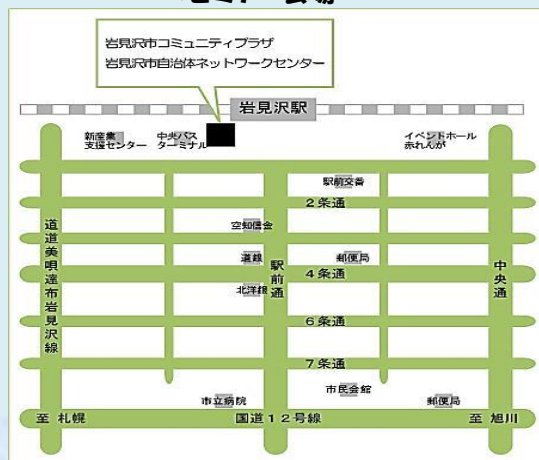 岩見沢市コミュニティプラザ
岩見沢市自治体ネットワークセンター
岩見沢駅
新産業
支援センター
中央バス
ターミナル
イベントホール
赤れんが
駅前交番
2条通
空知信金
道道美唄達布岩見沢線
道銀
駅前通
郵便局
中央通
4条通
北洋銀
6条通
7条通
市民会館
市立病院
郵便局
至 札幌
国道12号線
至 旭川